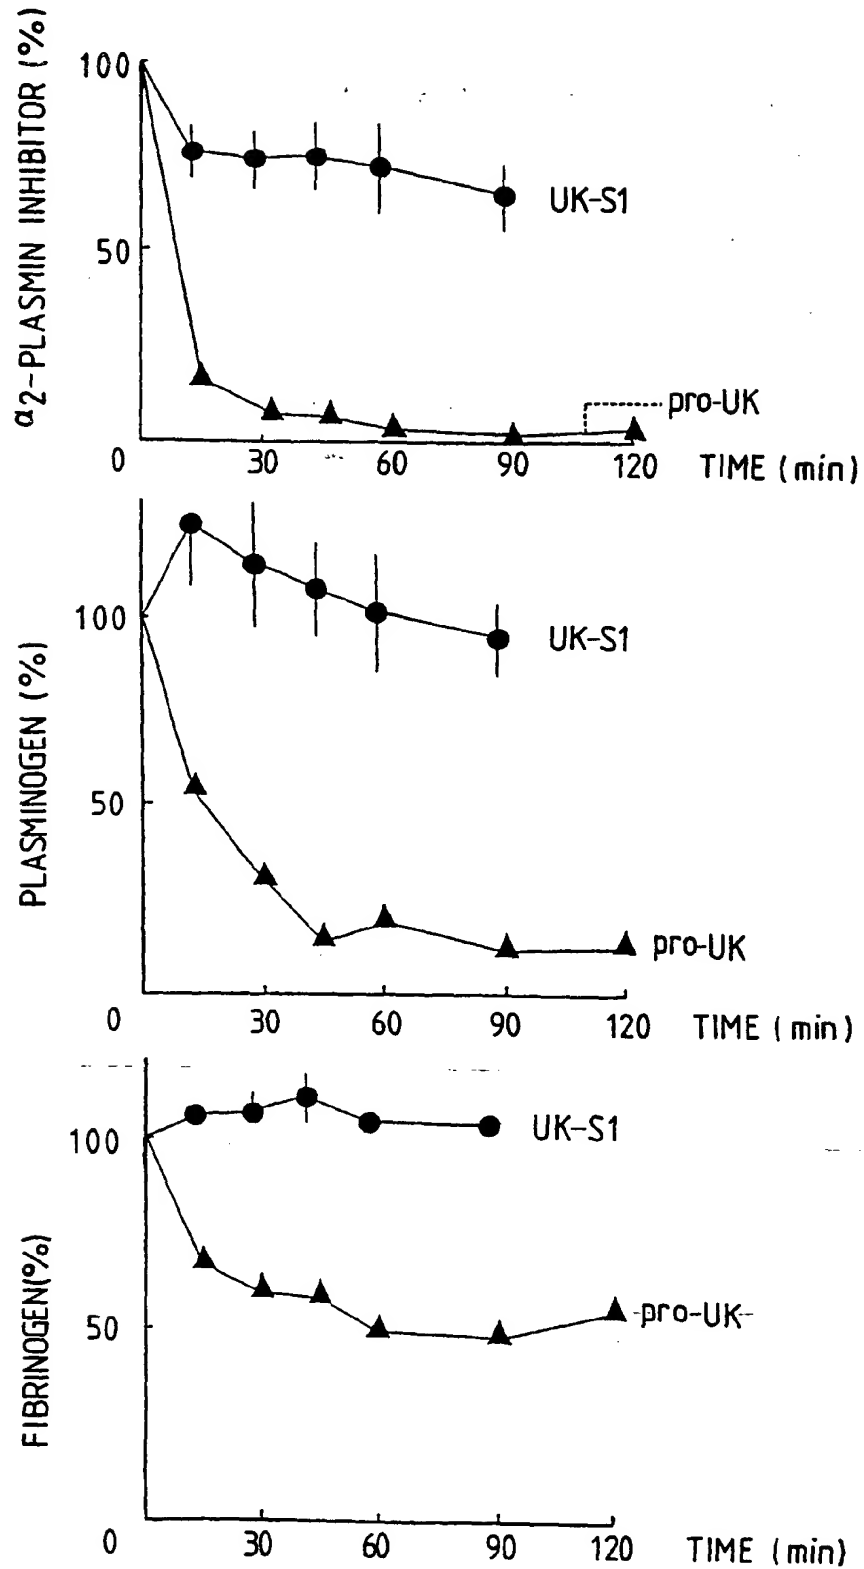 α2-PLASMIN INHIBITOR (%)
100
UK-S1
50
pro-UK
0 30 60 90 120 TIME (min)
PLASMINOGEN (%)
100
UK-S1
50
pro-UK
0 30 60 90 120 TIME (min)
FIBRINOGEN(%)
100
UK-S1
50
pro-UK
0 30 60 90 120 TIME (min)